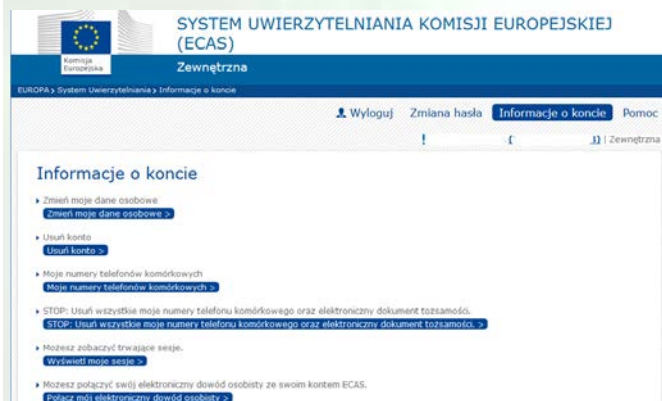 SYSTEM UWIERZYTELNIANIA KOMISJI EUROPEJSKIEJ
(ECAS)
Komisja
Europejska
Zewnętrzna
EUROPA > System Uwierzytelniania > Informacje o koncie
Wyloguj Zmiana hasła Informacje o koncie Pomoc
| Zewnętrzna
Informacje o koncie
Zmień moje dane osobowe
Zmień moje dane osobowe >
Usuń konto
Usuń konto >
Moje numery telefonów komórkowych
Moje numery telefonów komórkowych >
STOP: Usuń wszystkie moje numery telefonu komórkowego oraz elektroniczny dokument tożsamości.
STOP: Usuń wszystkie moje numery telefonu komórkowego oraz elektroniczny dokument tożsamości. >
Możesz zobaczyć trwające sesje.
Wyświetl moje sesje >
Możesz połączyć swój elektroniczny dowód osobisty ze swoim kontem ECAS.
Połącz mój elektroniczny dowód osobisty >